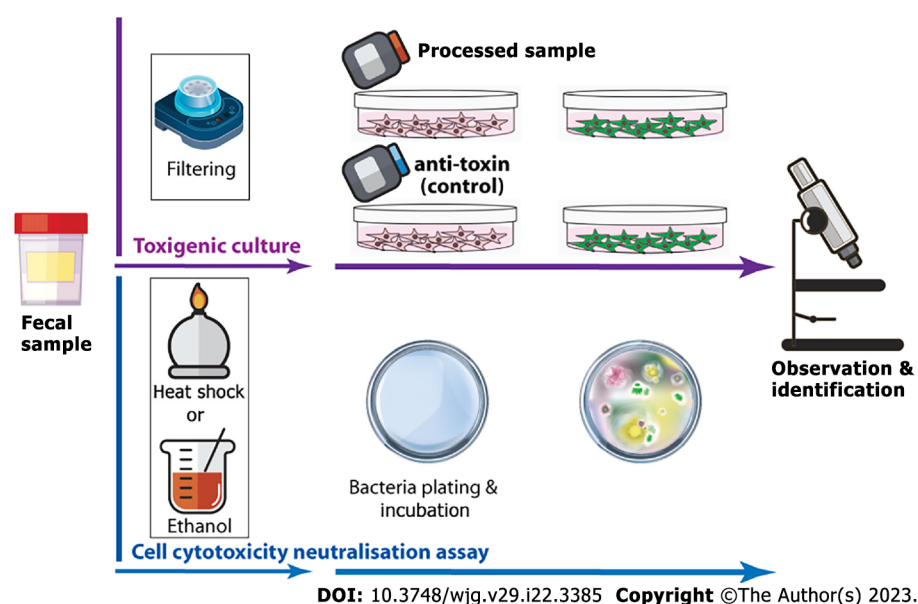 Processed sample
Filtering
anti-toxin
(control)
Toxigenic culture
Fecal
sample
Heat shock
or
Ethanol
Bacteria plating &
incubation
Observation &
identification
Cell cytotoxicity neutralisation assay
DOI: 10.3748/wjg.v29.i22.3385 Copyright ©The Author(s) 2023.